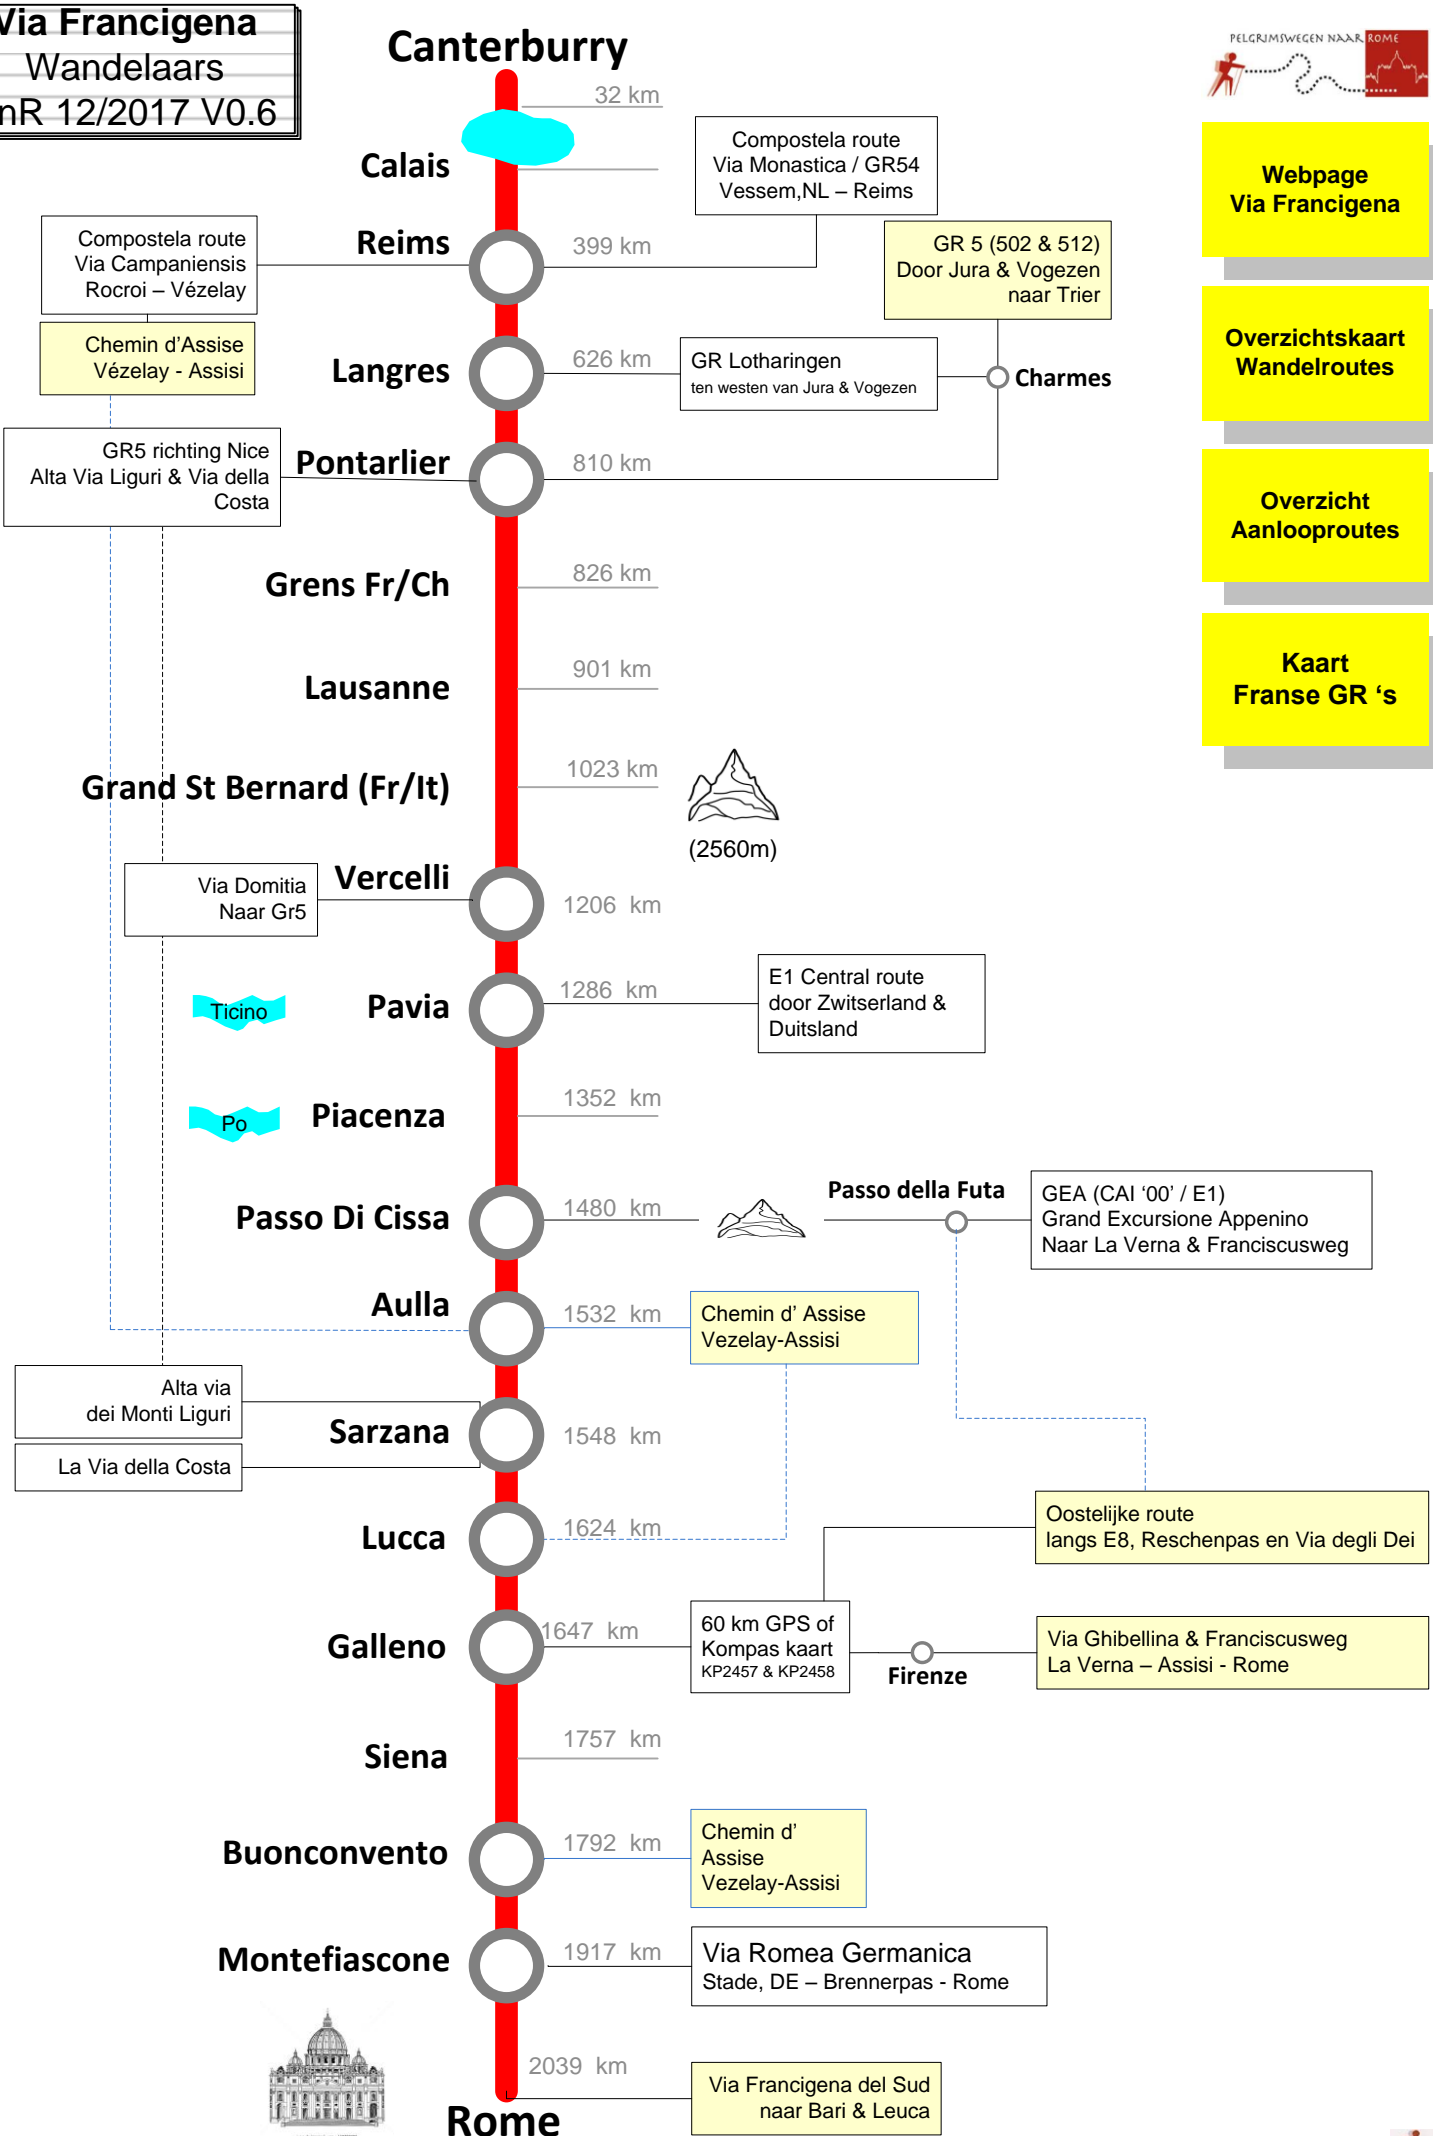 Via Francigena
Wandelaars
nR 12/2017 V0.6
Canterburry
32 km
PELGRIMSWEGEN NAAR ROME
Calais
Compostela route
Via Monastica / GR54
Vessem,NL – Reims
Webpage
Via Francigena
Compostela route
Via Campaniensis
Rocroi – Vézelay
Reims
399 km
GR 5 (502 & 512)
Door Jura & Vogezen
naar Trier
Chemin d'Assise
Vézelay - Assisi
Langres
626 km
GR Lotharingen
ten westen van Jura & Vogezen
Charmes
Overzichtskaart
Wandelroutes
GR5 richting Nice
Alta Via Liguri & Via della
Costa
Pontarlier
810 km
Overzicht
Aanlooproutes
Grens Fr/Ch
826 km
Lausanne
901 km
Kaart
Franse GR ‘s
Grand St Bernard (Fr/It)
1023 km
(2560m)
Via Domitia
Naar Gr5
Vercelli
1206 km
Ticino
Pavia
1286 km
E1 Central route
door Zwitserland &
Duitsland
Po
Piacenza
1352 km
Passo Di Cissa
1480 km
Passo della Futa
GEA (CAI ‘00’ / E1)
Grand Excursione Appenino
Naar La Verna & Franciscusweg
Aulla
1532 km
Chemin d’ Assise
Vezelay-Assisi
Alta via
dei Monti Liguri
Sarzana
1548 km
La Via della Costa
Lucca
1624 km
Oostelijke route
langs E8, Reschenpas en Via degli Dei
Galleno
1647 km
60 km GPS of
Kompas kaart
KP2457 & KP2458
Firenze
Via Ghibellina & Franciscusweg
La Verna – Assisi - Rome
Siena
1757 km
Buonconvento
1792 km
Chemin d’
Assise
Vezelay-Assisi
Montefiascone
1917 km
Via Romea Germanica
Stade, DE – Brennerpas - Rome
2039 km
Via Francigena del Sud
naar Bari & Leuca
Rome